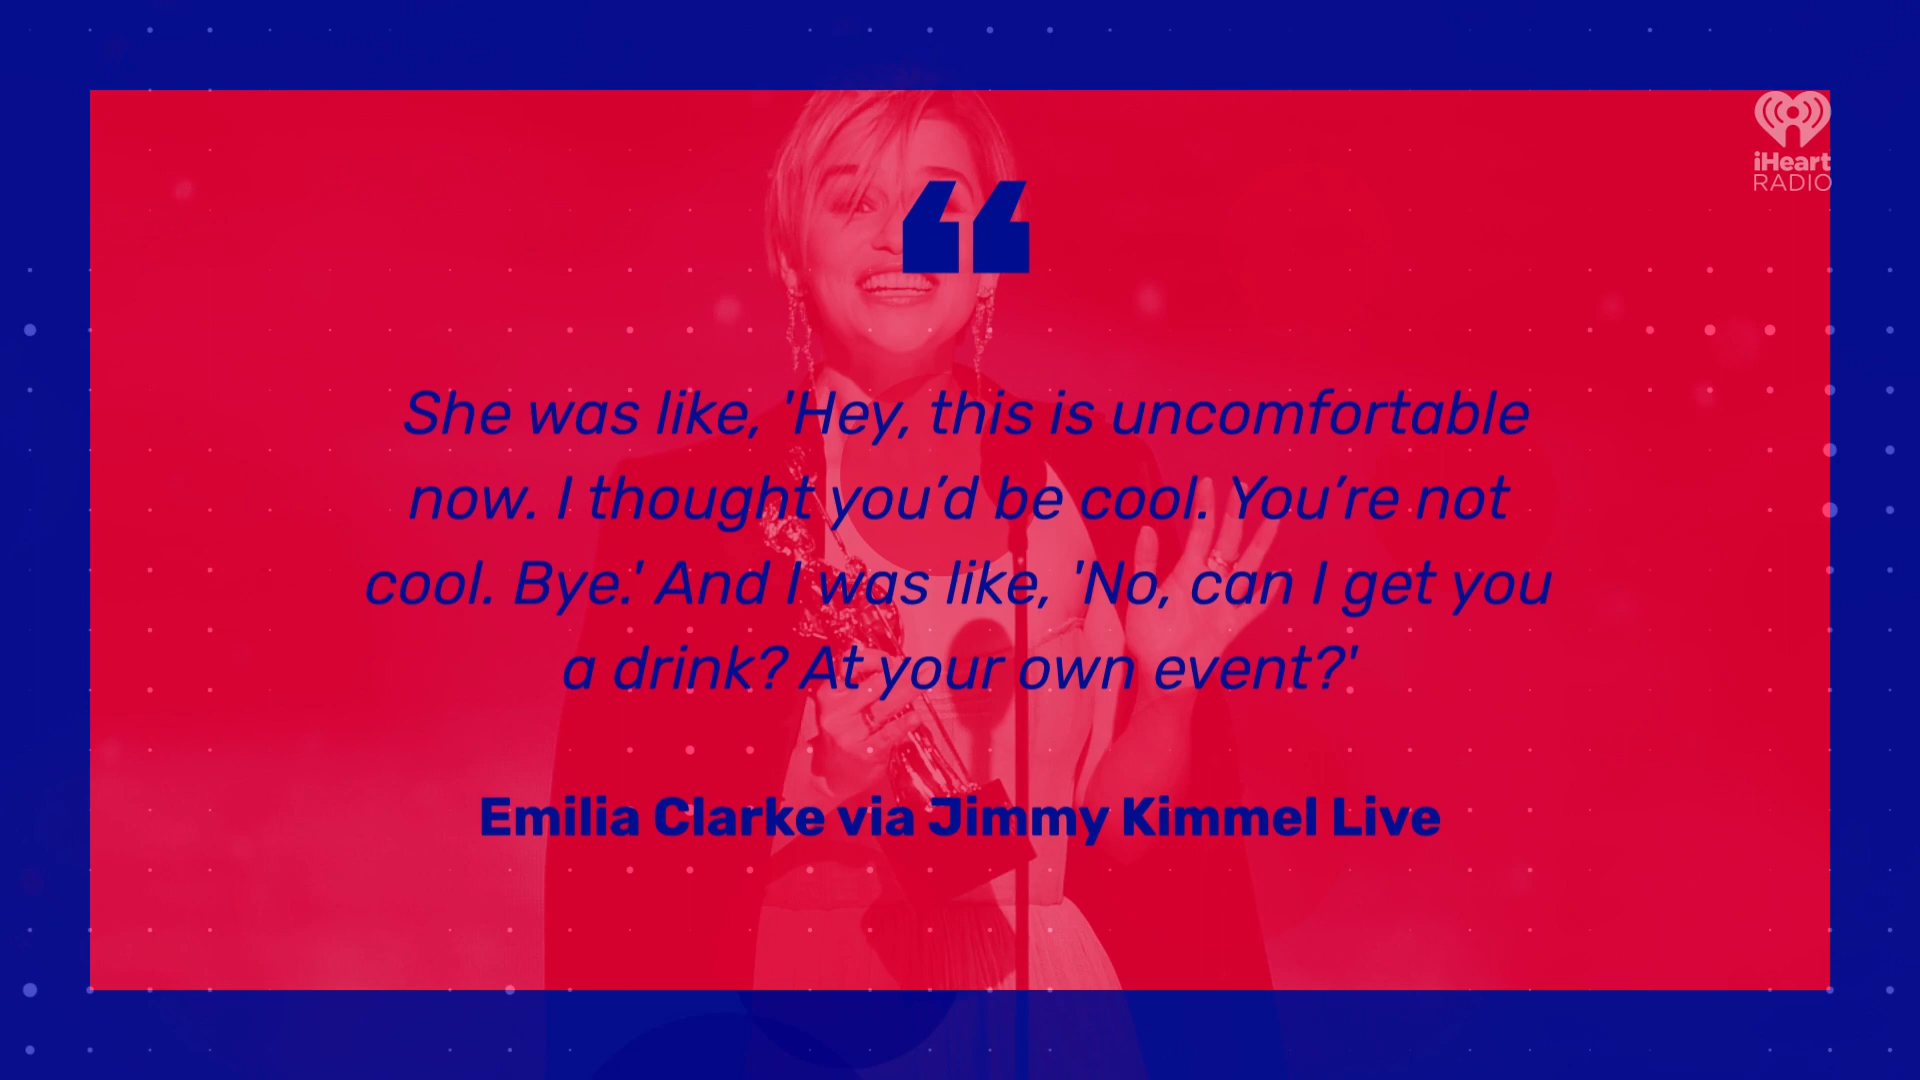 iHeart
RADIO
“
She was like, 'Hey, this is uncomfortable
now. I thought you’d be cool. You’re not
cool. Bye.' And I was like, 'No, can I get you
a drink? At your own event?'
Emilia Clarke via Jimmy Kimmel Live